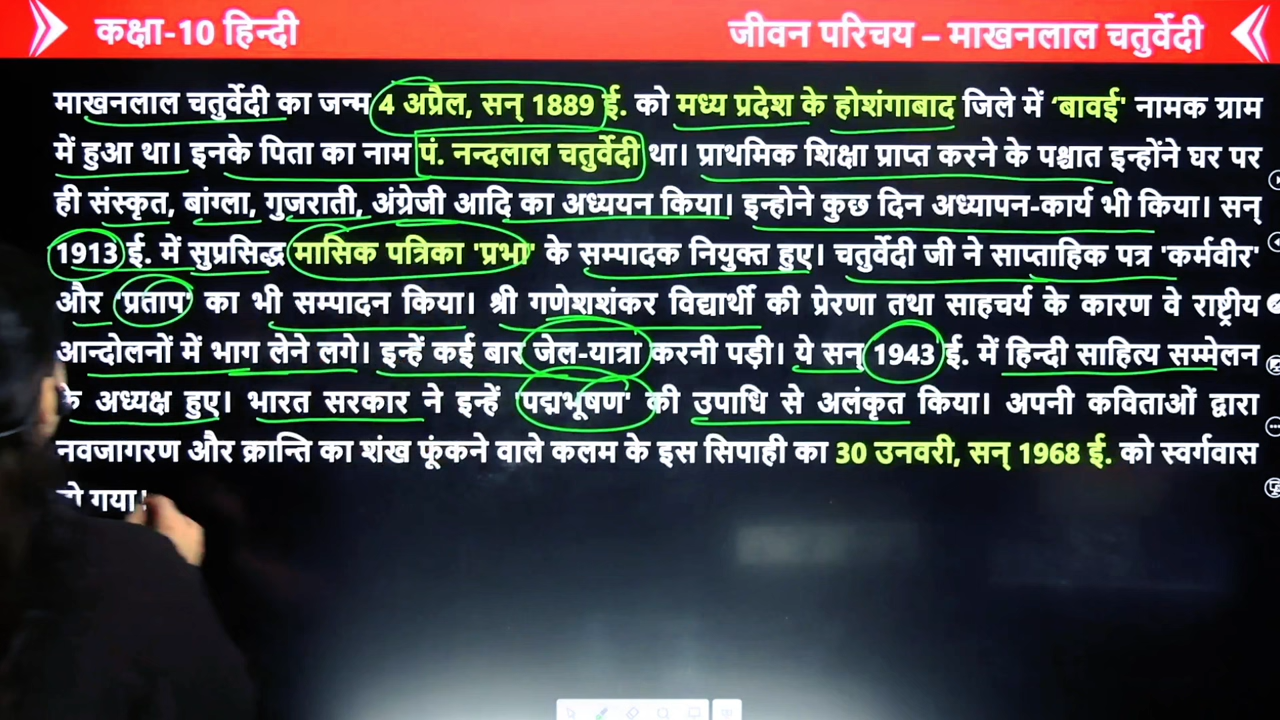 कक्षा-10 हिन्दी
जीवन परिचय – माखनलाल चतुर्वेदी
माखनलाल चतुर्वेदी का जन्म 4 अप्रैल, सन् 1889 ई. को मध्य प्रदेश के होशंगाबाद जिले में 'बावई' नामक ग्राम
में हुआ था। इनके पिता का नाम पं. नन्दलाल चतुर्वेदी था। प्राथमिक शिक्षा प्राप्त करने के पश्चात इन्होंने घर पर
ही संस्कृत, बांग्ला, गुजराती, अंग्रेजी आदि का अध्ययन किया। इन्होने कुछ दिन अध्यापन-कार्य भी किया। सन्
1913 ई. में सुप्रसिद्ध मासिक पत्रिका 'प्रभा' के सम्पादक नियुक्त हुए। चतुर्वेदी जी ने साप्ताहिक पत्र 'कर्मवीर'
और 'प्रताप' का भी सम्पादन किया। श्री गणेशशंकर विद्यार्थी की प्रेरणा तथा साहचर्य के कारण वे राष्ट्रीय
आन्दोलनों में भाग लेने लगे। इन्हें कई बार जेल-यात्रा करनी पड़ी। ये सन् 1943 ई. में हिन्दी साहित्य सम्मेलन
के अध्यक्ष हुए। भारत सरकार ने इन्हें 'पद्मभूषण' की उपाधि से अलंकृत किया। अपनी कविताओं द्वारा
नवजागरण और क्रान्ति का शंख फूंकने वाले कलम के इस सिपाही का 30 उनवरी, सन् 1968 ई. को स्वर्गवास
हो गया।